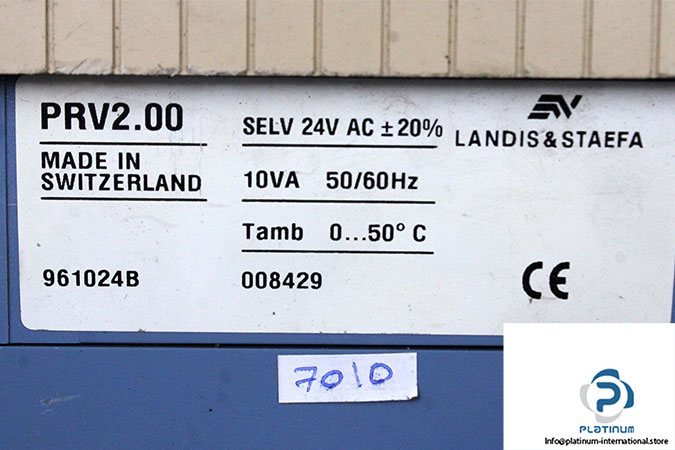 PRV2.00
MADE IN
SWITZERLAND
961024B
SELV 24V AC ± 20%
10VA 50/60Hz
Tamb 0...50° C
008429
LANDIS & STAEFA
CE
7010
PLATINUM
Info@platinum-international.store